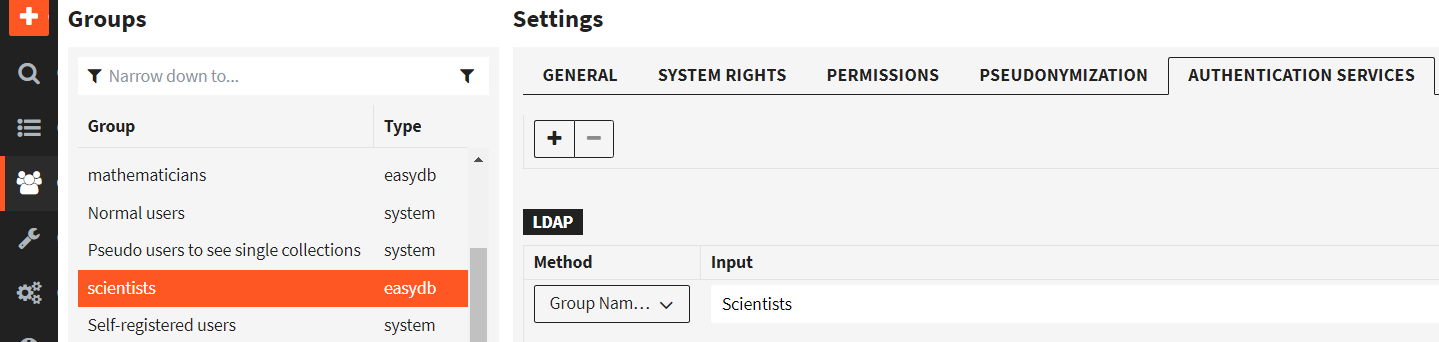 Groups
Settings
Narrow down to...
GENERAL SYSTEM RIGHTS PERMISSIONS PSEUDONYMIZATION AUTHENTICATION SERVICES
Group Type
mathematicians easydb
Normal users system
Pseudo users to see single collections system
scientists easydb
Self-registered users system
LDAP
Method Input
Group Nam... Scientists